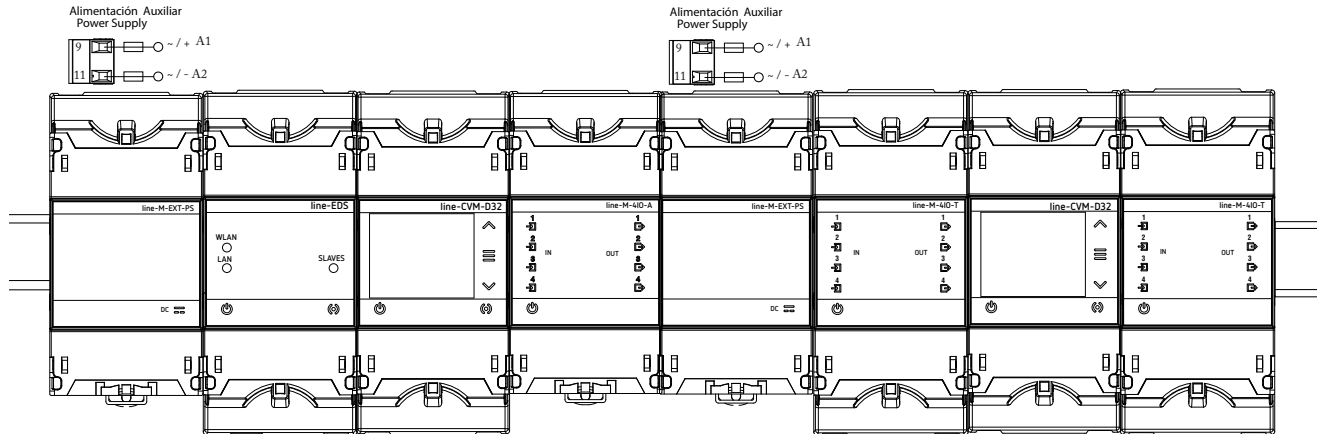 Alimentación Auxiliar
Power Supply
9 ~ / + A1
11 ~ / - A2
Alimentación Auxiliar
Power Supply
9 ~ / + A1
11 ~ / - A2
line-M-EXT-PS
DC
line-EDS
WLAN
LAN
SLAVES
line-CVM-D32
line-M-4IO-A
1 1
2 2
IN OUT
3 3
4 4
line-M-EXT-PS
DC
line-M-4IO-T
1 1
2 2
IN OUT
3 3
4 4
line-CVM-D32
line-M-4IO-T
1 1
2 2
IN OUT
3 3
4 4